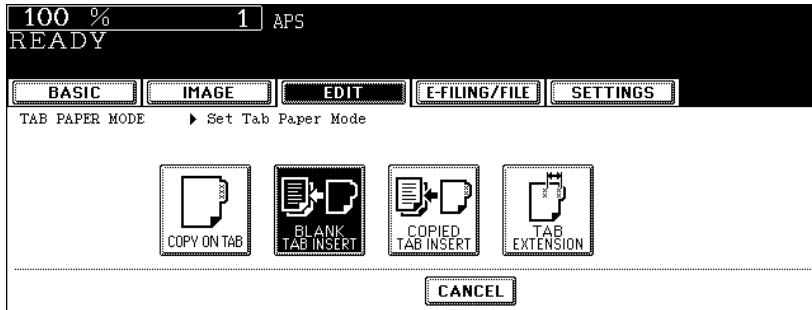 100 % 1 APS
READY
BASIC IMAGE EDIT E-FILING/FILE SETTINGS
TAB PAPER MODE ▶ Set Tab Paper Mode
COPY ON TAB
BLANK
TAB INSERT
COPIED
TAB INSERT
TAB
EXTENSION
CANCEL